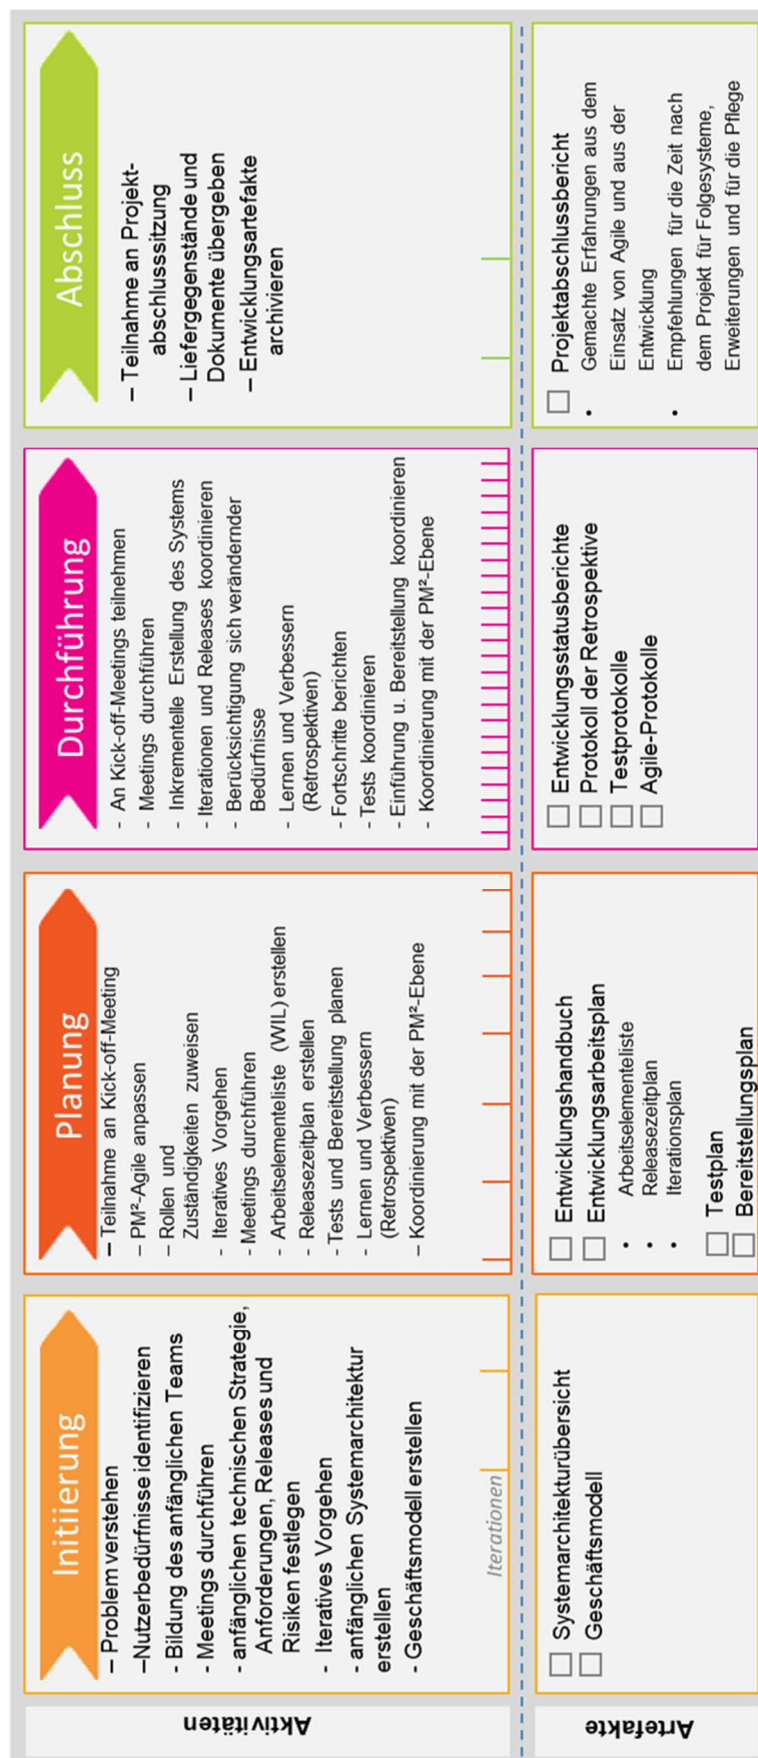 Aktivitäten
Initiierung
– Problem verstehen
–Nutzerbedürfnisse identifizieren
- Bildung des anfänglichen Teams
- Meetings durchführen
- anfänglichen technischen Strategie,
Anforderungen, Releases und
Risiken festlegen
- Iteratives Vorgehen
- anfänglichen Systemarchitektur
erstellen
- Geschäftsmodell erstellen
Iterationen
Planung
– Teilnahme an Kick-off-Meeting
– PM²-Agile anpassen
– Rollen und
Zuständigkeiten zuweisen
- Iteratives Vorgehen
- Meetings durchführen
- Arbeitselementeliste (WIL) erstellen
- Releasezeitplan erstellen
- Tests und Bereitstellung planen
- Lernen und Verbessern
(Retrospektiven)
– Koordinierung mit der PM²-Ebene
Durchführung
- An Kick-off-Meetings teilnehmen
- Meetings durchführen
- Inkrementelle Erstellung des Systems
- Iterationen und Releases koordinieren
- Berücksichtigung sich verändernder
Bedürfnisse
- Lernen und Verbessern
(Retrospektiven)
- Fortschritte berichten
- Tests koordinieren
- Einführung u. Bereitstellung koordinieren
- Koordinierung mit der PM²-Ebene
Abschluss
– Teilnahme an Projekt-
abschlusssitzung
– Liefergegenstände und
Dokumente übergeben
– Entwicklungsartefakte
archivieren
Artefakte
☐ Systemarchitekturübersicht
☐ Geschäftsmodell
☐ Entwicklungshandbuch
☐ Entwicklungsarbeitsplan
• Arbeitselementeliste
• Releasezeitplan
• Iterationsplan
☐ Testplan
☐ Bereitstellungsplan
☐ Entwicklungsstatusberichte
☐ Protokoll der Retrospektive
☐ Testprotokolle
☐ Agile-Protokolle
☐ Projektabschlussbericht
• Gemachte Erfahrungen aus dem
Einsatz von Agile und aus der
Entwicklung
• Empfehlungen für die Zeit nach
dem Projekt für Folgesysteme,
Erweiterungen und für die Pflege